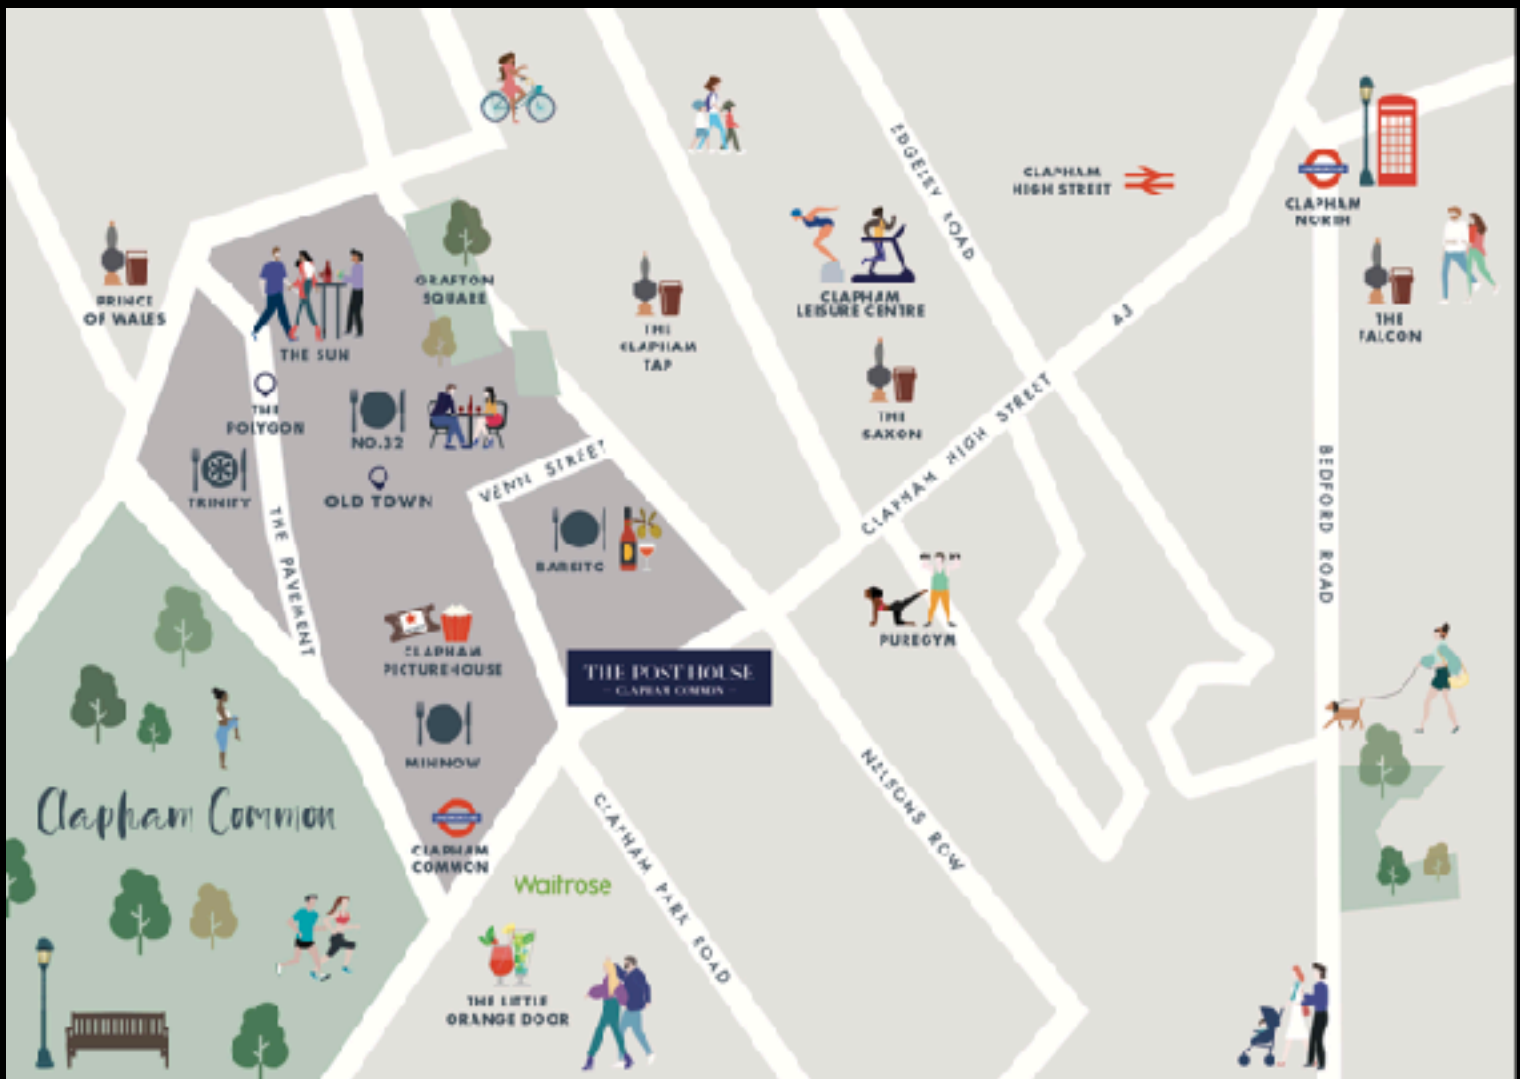 EDGELEY ROAD
CLAPHAM
HIGH STREET
CLAPHAM
NORTH
PRINCE
OF WALES
GRAFTON
SQUARE
THE SUN
THE
CLAPHAM
TAP
CLAPHAM
LEISURE CENTRE
A3
THE
FALCON
THE
POLYGON
NO.32
THE
SAXON
CLAPHAM HIGH STREET
TRINITY
OLD TOWN
VENN STREET
BEDFORD ROAD
THE PAVEMENT
BARSITO
PUREGYM
CLAPHAM
PICTUREHOUSE
THE POST HOUSE
- CLAPHAM COMMON -
MINNOW
NELSONS ROW
Clapham Common
CLAPHAM PARK ROAD
UNDERGROUND
CLAPHAM
COMMON
Waitrose
THE LITTLE
ORANGE DOOR